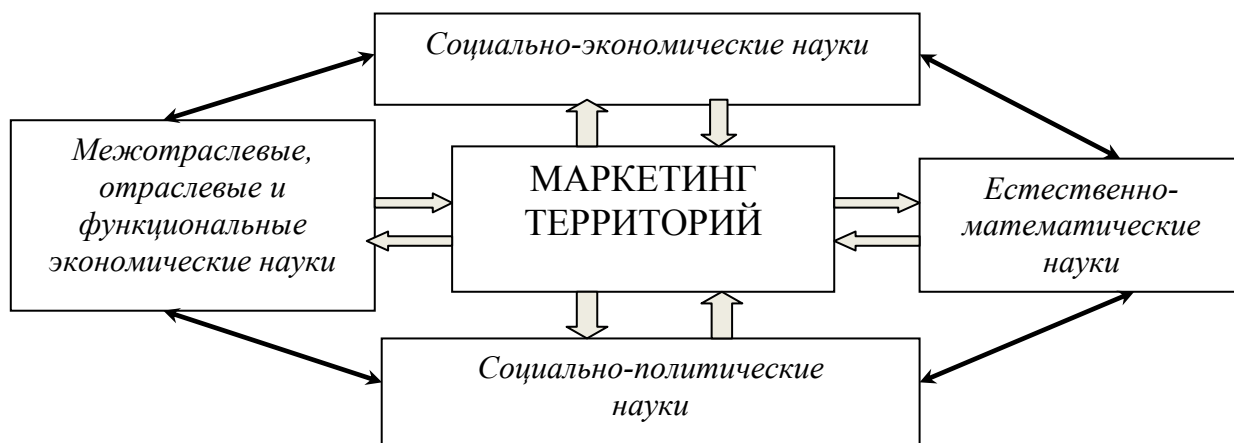 Социально-экономические науки
Межотраслевые,
отраслевые и
функциональные
экономические науки
МАРКЕТИНГ
ТЕРРИТОРИЙ
Естественно-
математические
науки
Социально-политические
науки